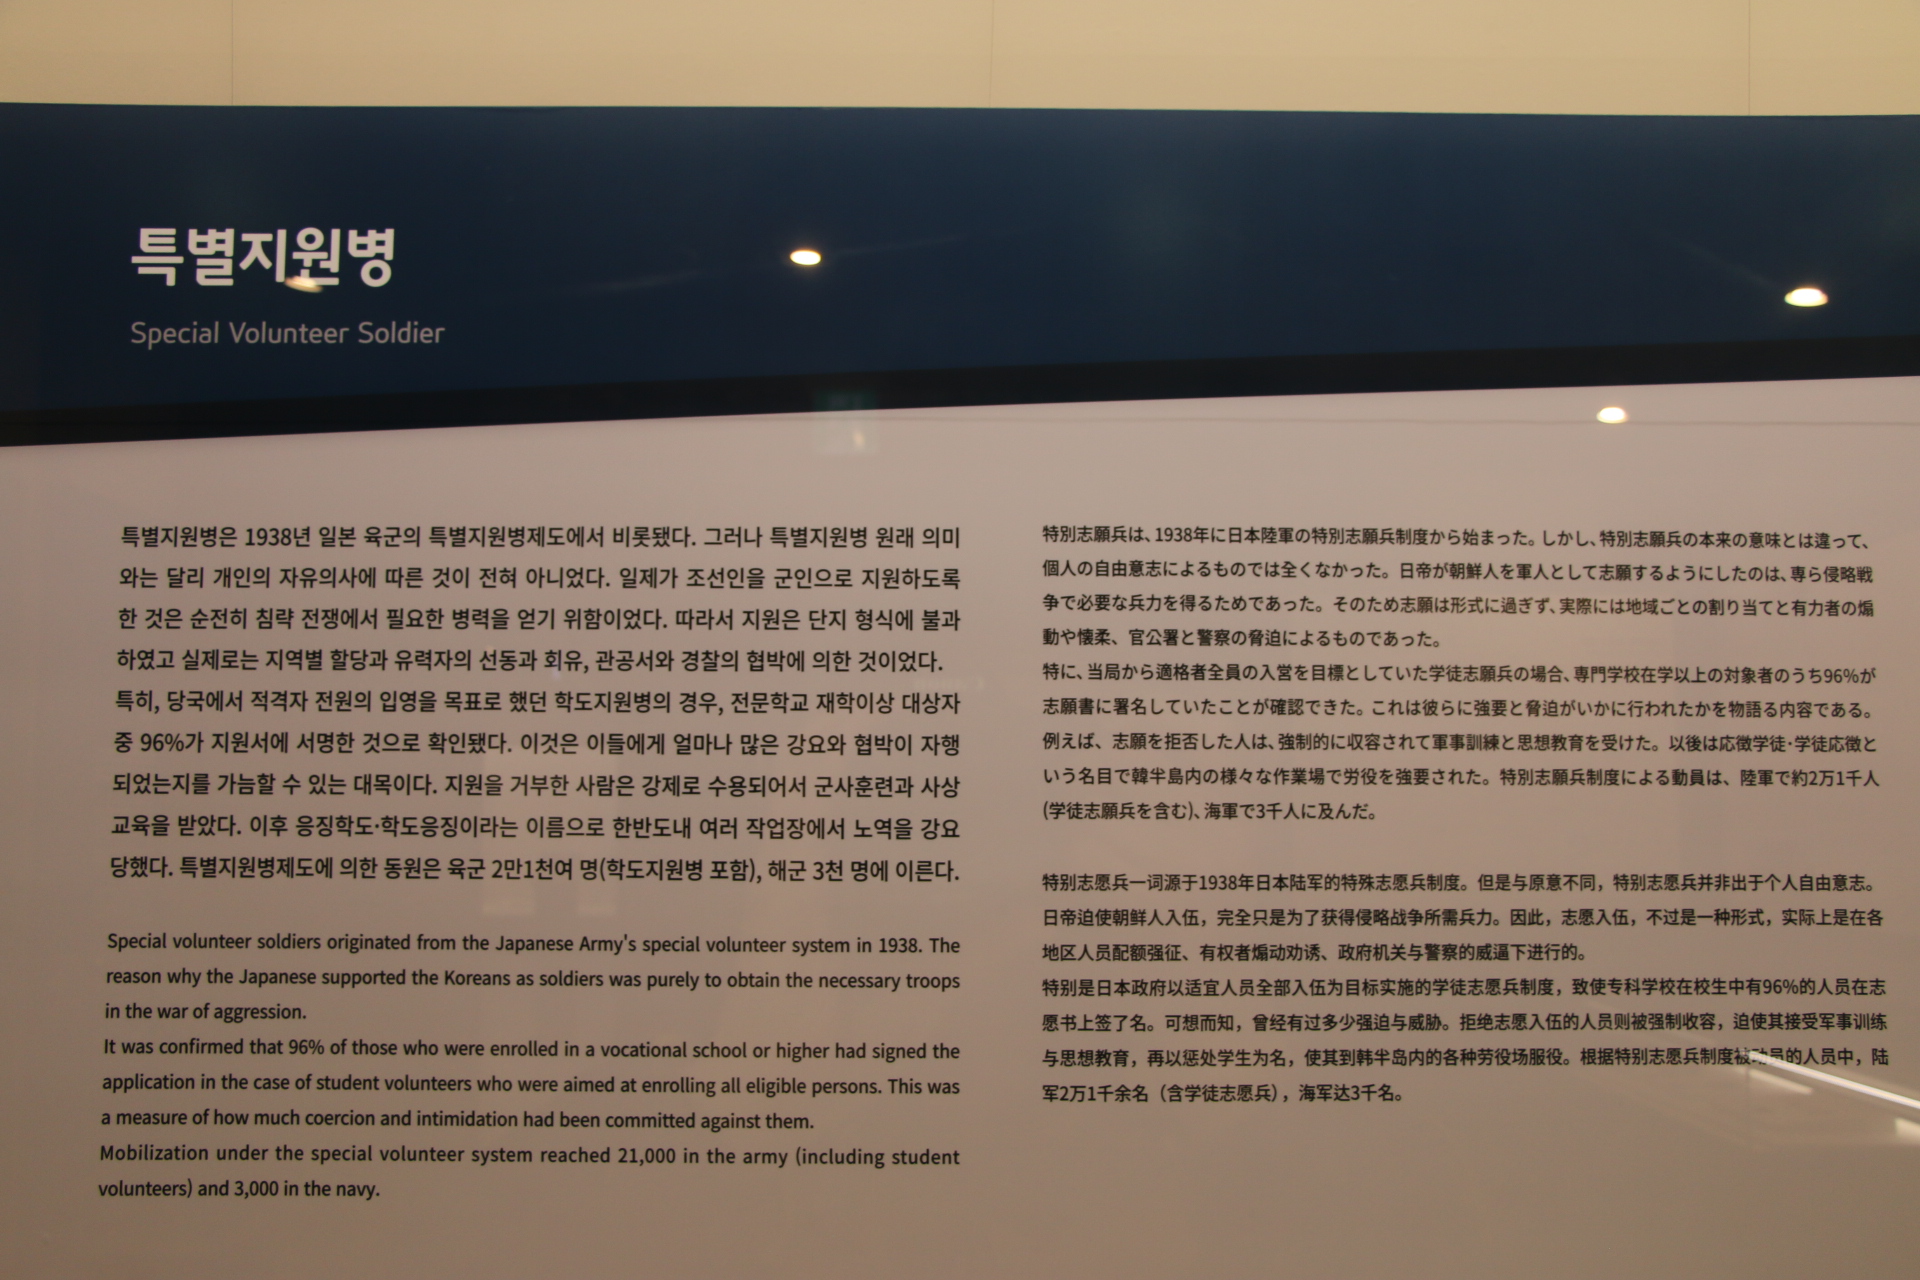 특별지원병
Special Volunteer Soldier
특별지원병은 1938년 일본 육군의 특별지원병제도에서 비롯됐다. 그러나 특별지원병 원래 의미
와는 달리 개인의 자유의사에 따른 것이 전혀 아니었다. 일제가 조선인을 군인으로 지원하도록
한 것은 순전히 침략 전쟁에서 필요한 병력을 얻기 위함이었다. 따라서 지원은 단지 형식에 불과
하였고 실제로는 지역별 할당과 유력자의 선동과 회유, 관공서와 경찰의 협박에 의한 것이었다.
특히, 당국에서 적격자 전원의 입영을 목표로 했던 학도지원병의 경우, 전문학교 재학이상 대상자
중 96%가 지원서에 서명한 것으로 확인됐다. 이것은 이들에게 얼마나 많은 강요와 협박이 자행
되었는지를 가늠할 수 있는 대목이다. 지원을 거부한 사람은 강제로 수용되어서 군사훈련과 사상
교육을 받았다. 이후 응징학도·학도응징이라는 이름으로 한반도내 여러 작업장에서 노역을 강요
당했다. 특별지원병제도에 의한 동원은 육군 2만1천여 명(학도지원병 포함), 해군 3천 명에 이른다.
Special volunteer soldiers originated from the Japanese Army's special volunteer system in 1938. The
reason why the Japanese supported the Koreans as soldiers was purely to obtain the necessary troops
in the war of aggression.
It was confirmed that 96% of those who were enrolled in a vocational school or higher had signed the
application in the case of student volunteers who were aimed at enrolling all eligible persons. This was
a measure of how much coercion and intimidation had been committed against them.
Mobilization under the special volunteer system reached 21,000 in the army (including student
volunteers) and 3,000 in the navy.
特別志願兵は、1938年に日本陸軍の特別志願兵制度から始まった。しかし、特別志願兵の本来の意味とは違って、
個人の自由意志によるものでは全くなかった。日帝が朝鮮人を軍人として志願するようにしたのは、専ら侵略戦
争で必要な兵力を得るためであった。そのため志願は形式に過ぎず、実際には地域ごとの割り当てと有力者の煽
動や懐柔、官公署と警察の脅迫によるものであった。
特に、当局から適格者全員の入営を目標としていた学徒志願兵の場合、専門学校在学以上の対象者のうち96%が
志願書に署名していたことが確認できた。これは彼らに強要と脅迫がいかに行われたかを物語る内容である。
例えば、志願を拒否した人は、強制的に収容されて軍事訓練と思想教育を受けた。以後は応徴学徒·学徒応徴と
いう名目で韓半島内の様々な作業場で労役を強要された。特別志願兵制度による動員は、陸軍で約2万1千人
(学徒志願兵を含む)、海軍で3千人に及んだ。
特别志愿兵一词源于1938年日本陆军的特殊志愿兵制度。但是与原意不同，特别志愿兵并非出于个人自由意志。
日帝迫使朝鲜人入伍，完全只是为了获得侵略战争所需兵力。因此，志愿入伍，不过是一种形式，实际上是在各
地区人员配额强征、有权者煽动劝诱、政府机关与警察的威逼下进行的。
特别是日本政府以适宜人员全部入伍为目标实施的学徒志愿兵制度，致使专科学校在校生中有96%的人员在志
愿书上签了名。可想而知，曾经有过多少强迫与威胁。拒绝志愿入伍的人员则被强制收容，迫使其接受军事训练
与思想教育，再以惩处学生为名，使其到韩半岛内的各种劳役场服役。根据特别志愿兵制度被动员的人员中，陆
军2万1千余名（含学徒志愿兵），海军达3千名。